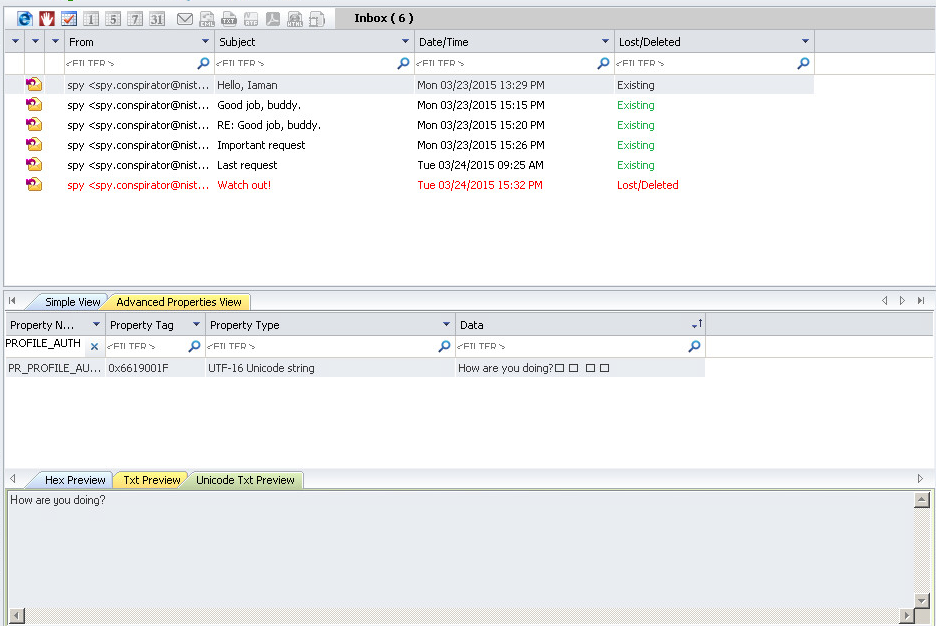 1 5 7 31 EML TXT RTF HTML Inbox ( 6 )
From Subject Date/Time Lost/Deleted
<FILTER> <FILTER> <FILTER> <FILTER>
spy <spy.conspirator@nist... Hello, Iaman Mon 03/23/2015 13:29 PM Existing
spy <spy.conspirator@nist... Good job, buddy. Mon 03/23/2015 15:15 PM Existing
spy <spy.conspirator@nist... RE: Good job, buddy. Mon 03/23/2015 15:20 PM Existing
spy <spy.conspirator@nist... Important request Mon 03/23/2015 15:26 PM Existing
spy <spy.conspirator@nist... Last request Tue 03/24/2015 09:25 AM Existing
spy <spy.conspirator@nist... Watch out! Tue 03/24/2015 15:32 PM Lost/Deleted
Simple View Advanced Properties View
Property N... Property Tag Property Type Data
PROFILE_AUTH <FILTER> <FILTER> <FILTER>
PR_PROFILE_AU... 0x6619001F UTF-16 Unicode string How are you doing?□ □ □ □
Hex Preview Txt Preview Unicode Txt Preview
How are you doing?